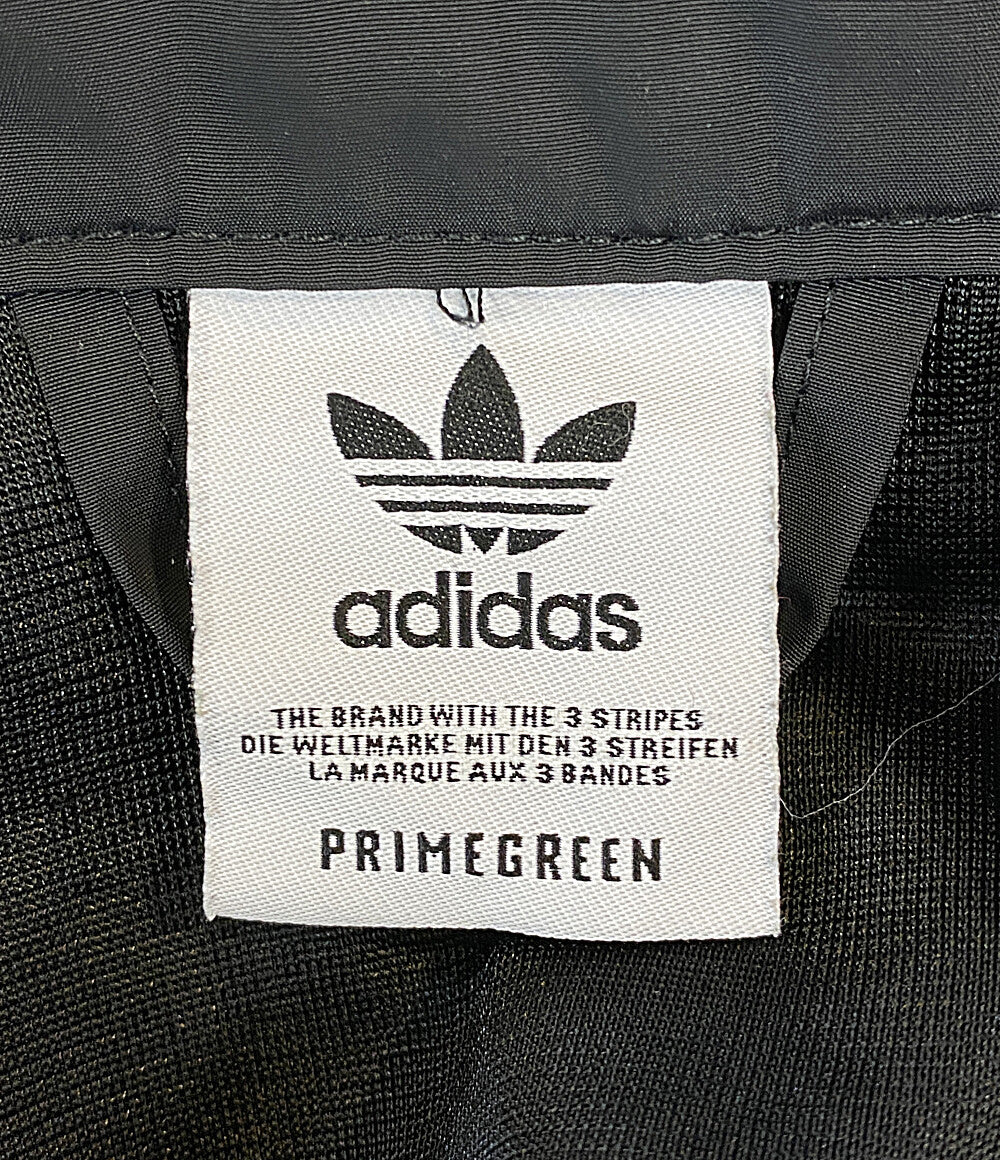 adidas
THE BRAND WITH THE 3 STRIPES
DIE WELTMARKE MIT DEN 3 STREIFEN
LA MARQUE AUX 3 BANDES
PRIMEGREEN